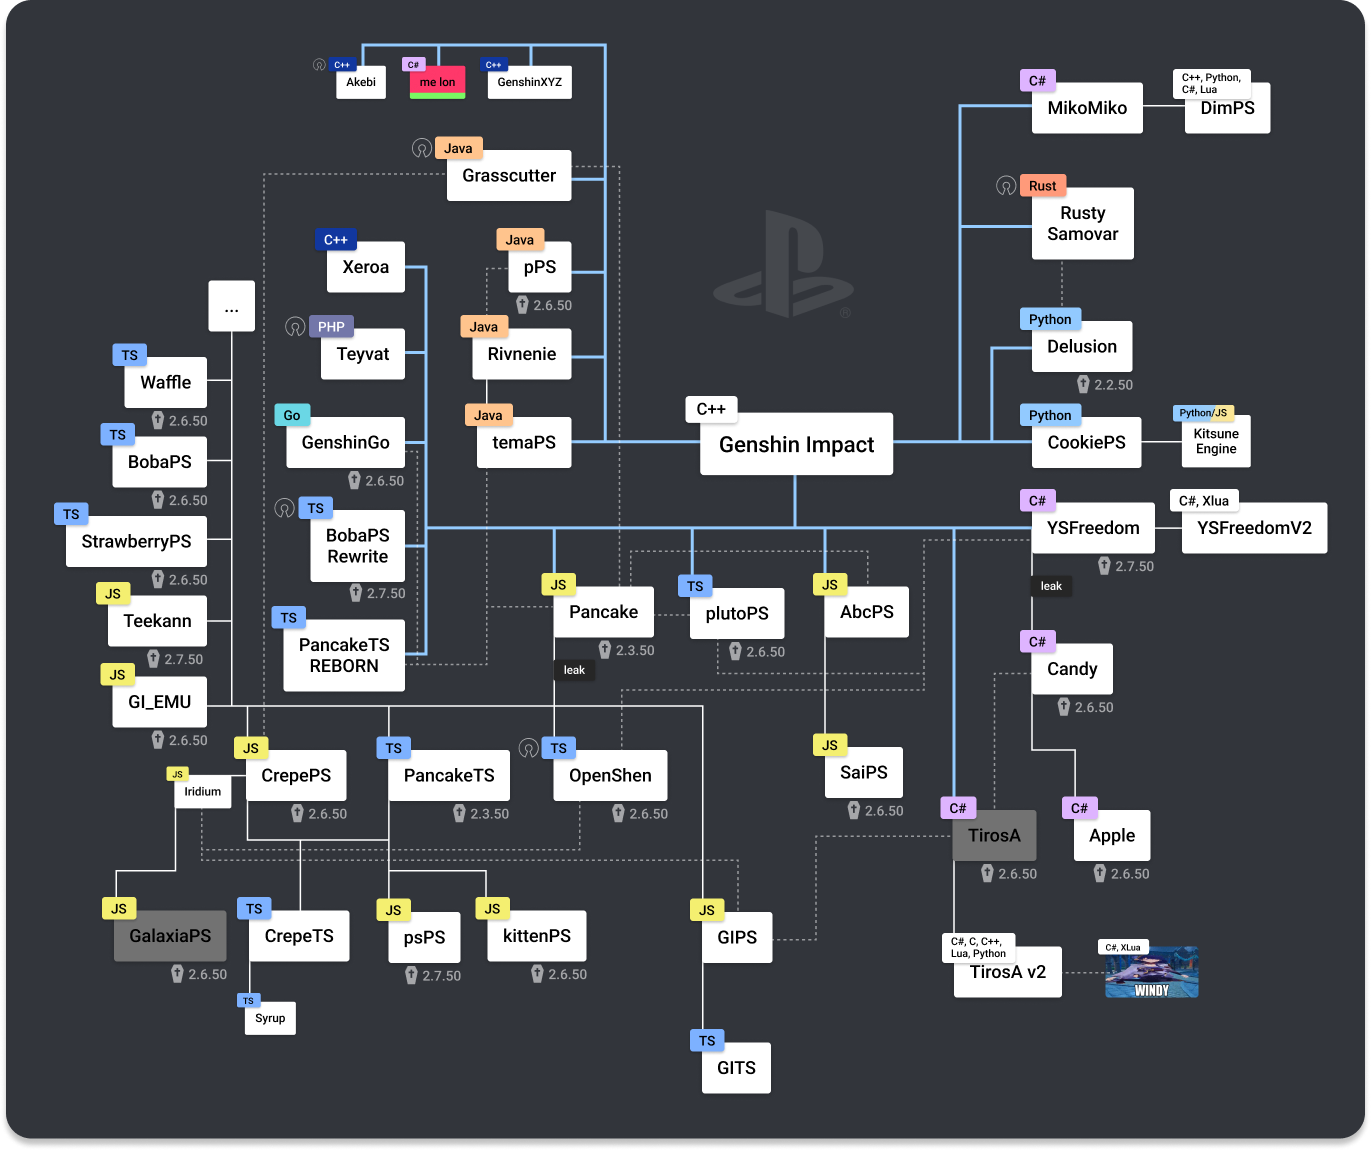 C++
Akebi
C#
me lon
C++
GenshinXYZ
Java
Grasscutter
C++
Xeroa
Java
pPS
2.6.50
PHP
Teyvat
Java
Rivnenie
Go
GenshinGo
2.6.50
Java
temaPS
TS
BobaPS
Rewrite
2.7.50
TS
PancakeTS
REBORN
...
TS
Waffle
2.6.50
TS
BobaPS
2.6.50
TS
StrawberryPS
2.6.50
JS
Teekann
2.7.50
JS
GI_EMU
2.6.50
C++
Genshin Impact
®
C#
MikoMiko
C++, Python,
C#, Lua
DimPS
Rust
Rusty
Samovar
Python
Delusion
2.2.50
Python
CookiePS
Python/JS
Kitsune
Engine
C#
YSFreedom
2.7.50
C#, Xlua
YSFreedomV2
leak
C#
Candy
2.6.50
JS
Pancake
2.3.50
leak
TS
plutoPS
2.6.50
JS
AbcPS
JS
SaiPS
2.6.50
JS
CrepePS
2.6.50
JS
Iridium
TS
PancakeTS
2.3.50
TS
OpenShen
2.6.50
C#
TirosA
2.6.50
C#
Apple
2.6.50
JS
GalaxiaPS
2.6.50
TS
CrepeTS
TS
Syrup
JS
psPS
2.7.50
JS
kittenPS
2.6.50
JS
GIPS
TS
GITS
C#, C, C++,
Lua, Python
TirosA v2
C#, XLua
WINDY